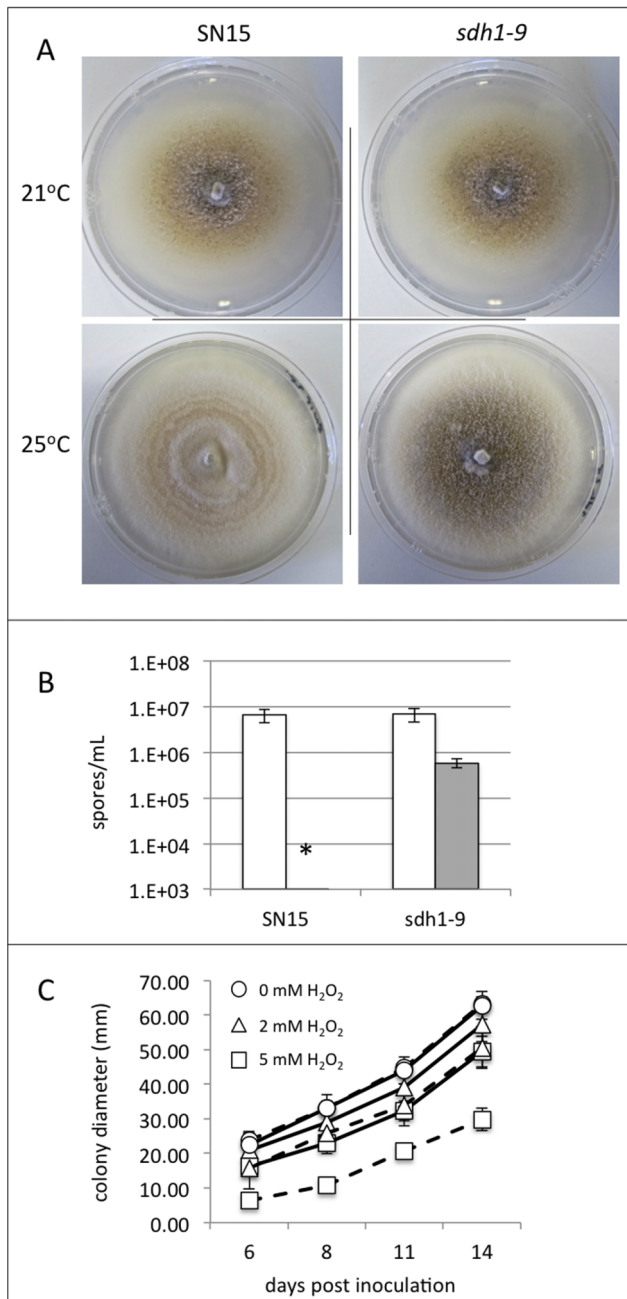 A
SN15
sdh1-9
21°C
25°C
B
1.E+08
1.E+07
1.E+06
1.E+05
1.E+04
1.E+03
spores/mL
*
SN15
sdh1-9
C
70.00
60.00
50.00
40.00
30.00
20.00
10.00
0.00
colony diameter (mm)
0 mM H₂O₂
2 mM H₂O₂
5 mM H₂O₂
6 8 11 14
days post inoculation